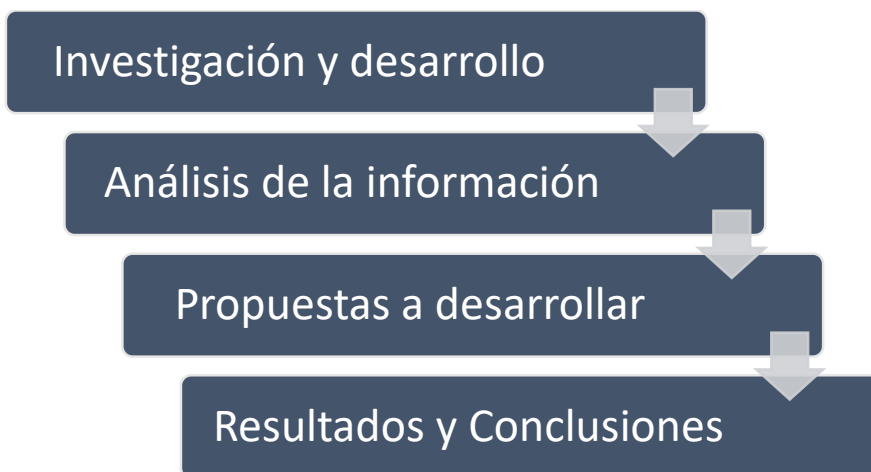 Investigación y desarrollo
Análisis de la información
Propuestas a desarrollar
Resultados y Conclusiones